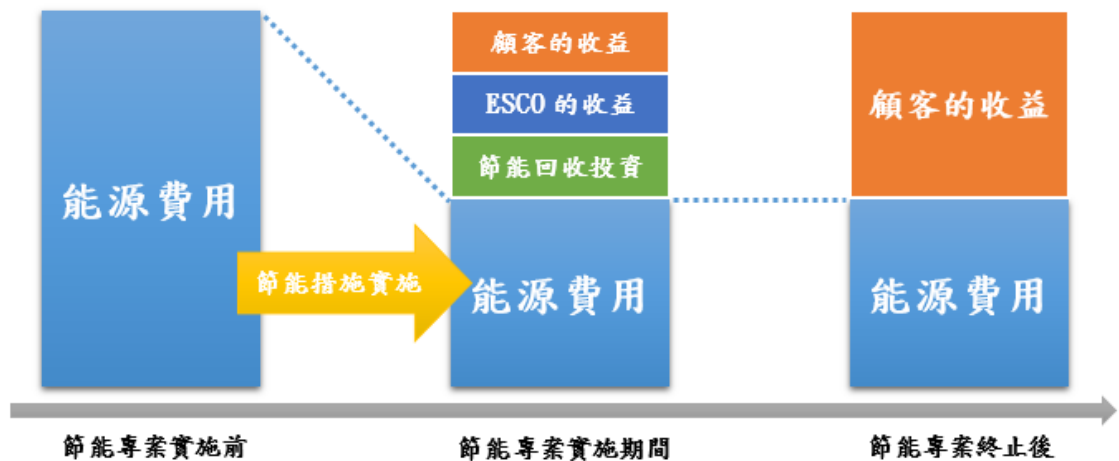 能源費用
節能措施實施
顧客的收益
ESCO 的收益
節能回收投資
能源費用
顧客的收益
能源費用
節能專案實施前
節能專案實施期間
節能專案終止後